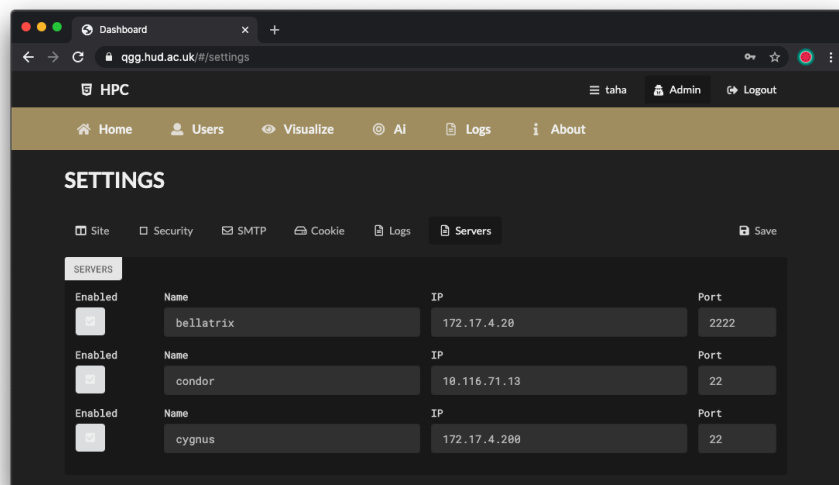 Dashboard
qgg.hud.ac.uk/#/settings
HPC taha Admin Logout
Home Users Visualize Ai Logs About
SETTINGS
Site Security SMTP Cookie Logs Servers Save
SERVERS
Enabled Name IP Port
bellatrix 172.17.4.20 2222
Enabled Name IP Port
condor 10.116.71.13 22
Enabled Name IP Port
cygnus 172.17.4.200 22